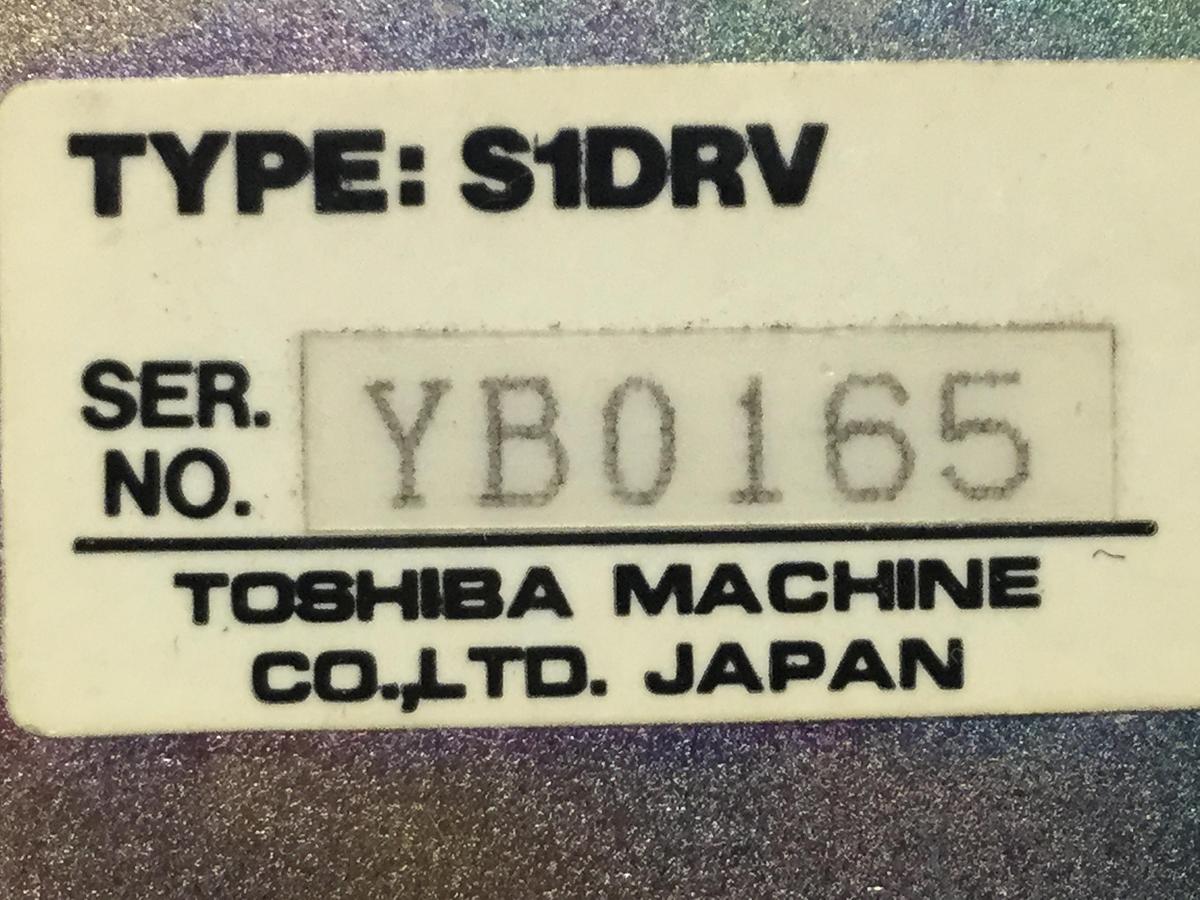 TYPE: S1DRV
SER. NO. YB0165
TOSHIBA MACHINE
CO.,LTD. JAPAN